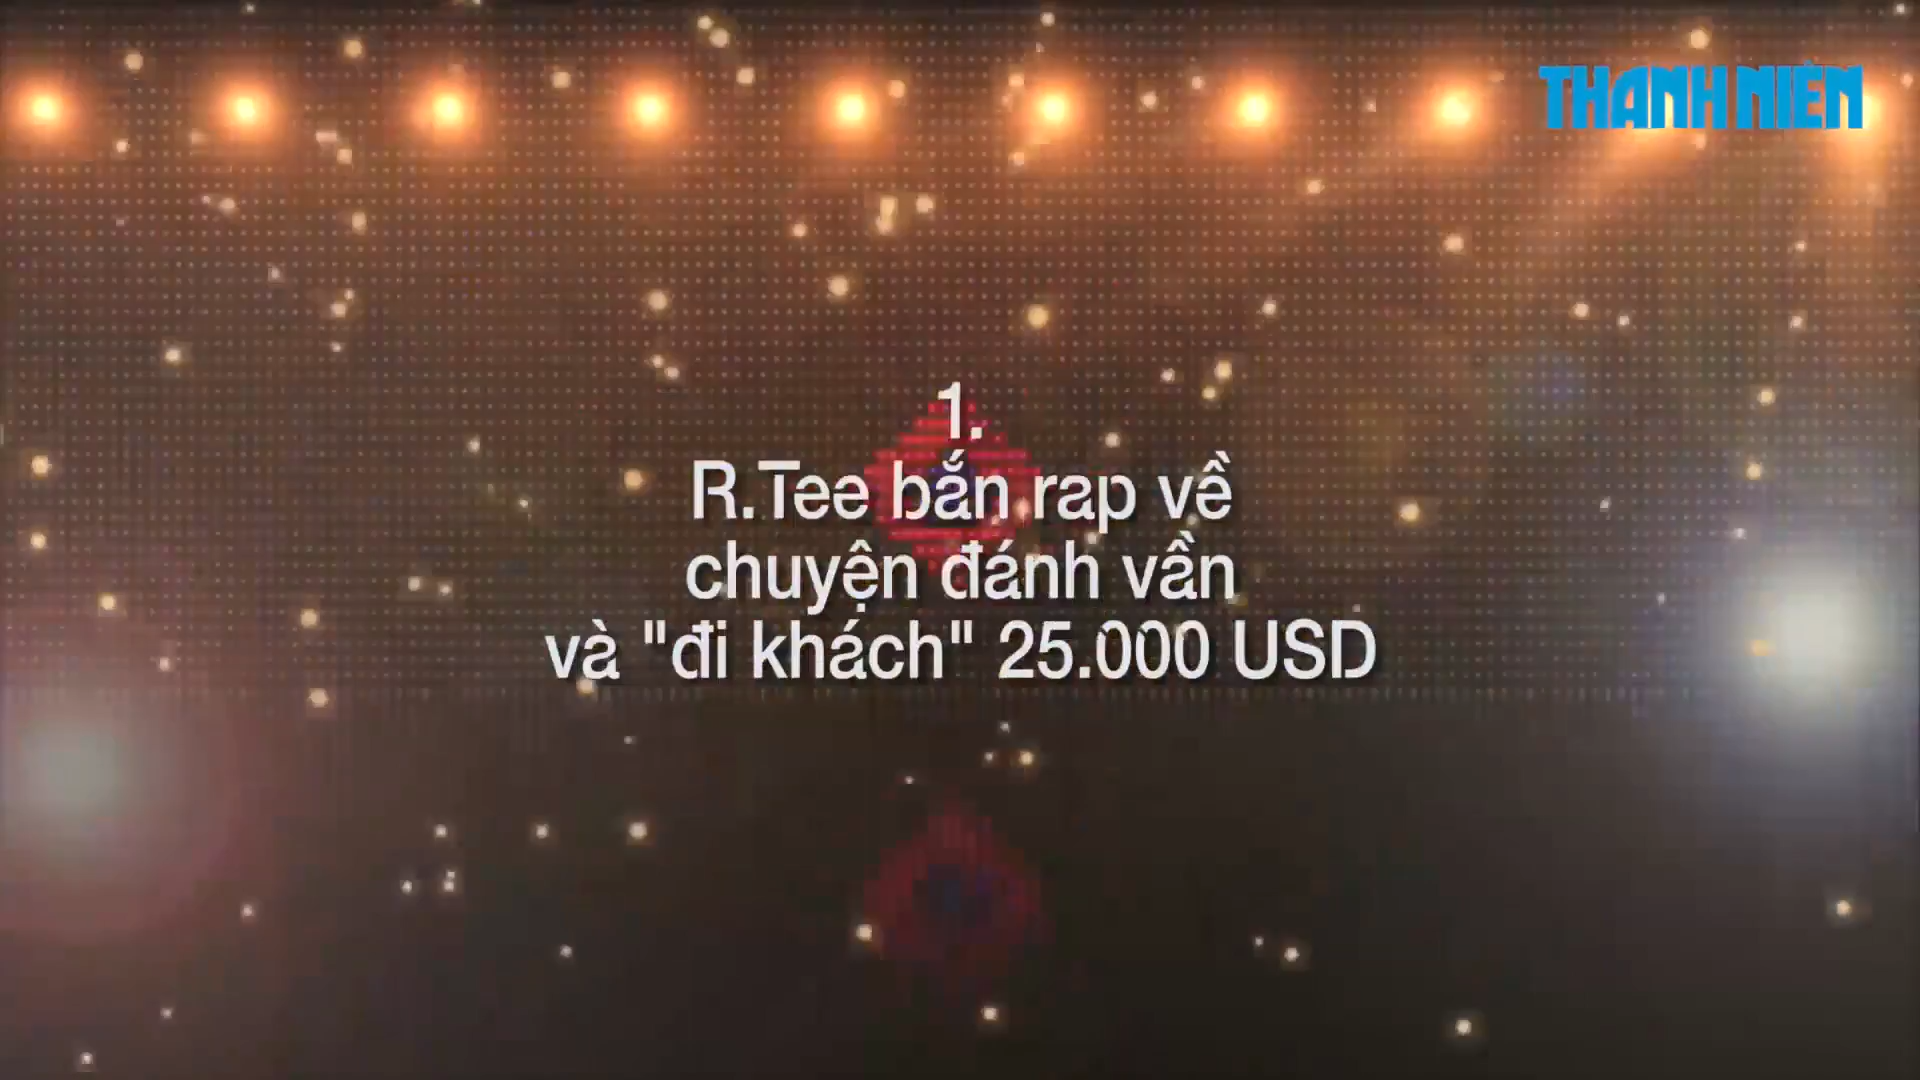 THANH NIÊN
1.
R.Tee bắn rap về
chuyện đánh vần
và "đi khách" 25.000 USD